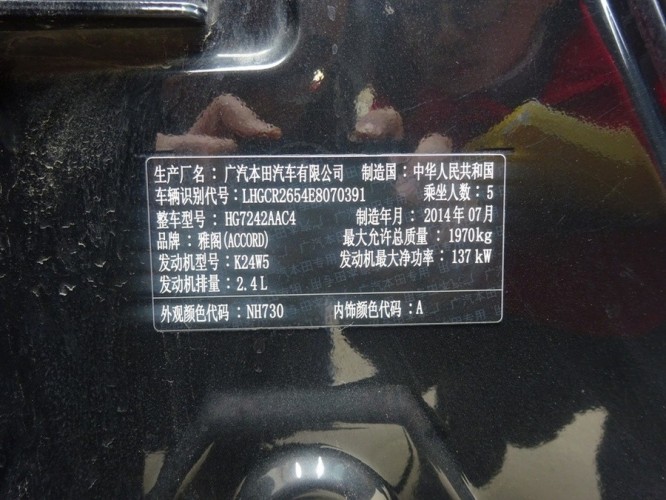 生产厂名：广汽本田汽车有限公司 制造国：中华人民共和国
车辆识别代号：LHGCR2654E8070391 乘坐人数：5
整车型号：HG7242AAC4 制造年月：2014年07月
品牌：雅阁(ACCORD) 最大允许总质量：1970kg
发动机型号：K24W5 发动机最大净功率：137kW
发动机排量：2.4L
外观颜色代码：NH730 内饰颜色代码：A